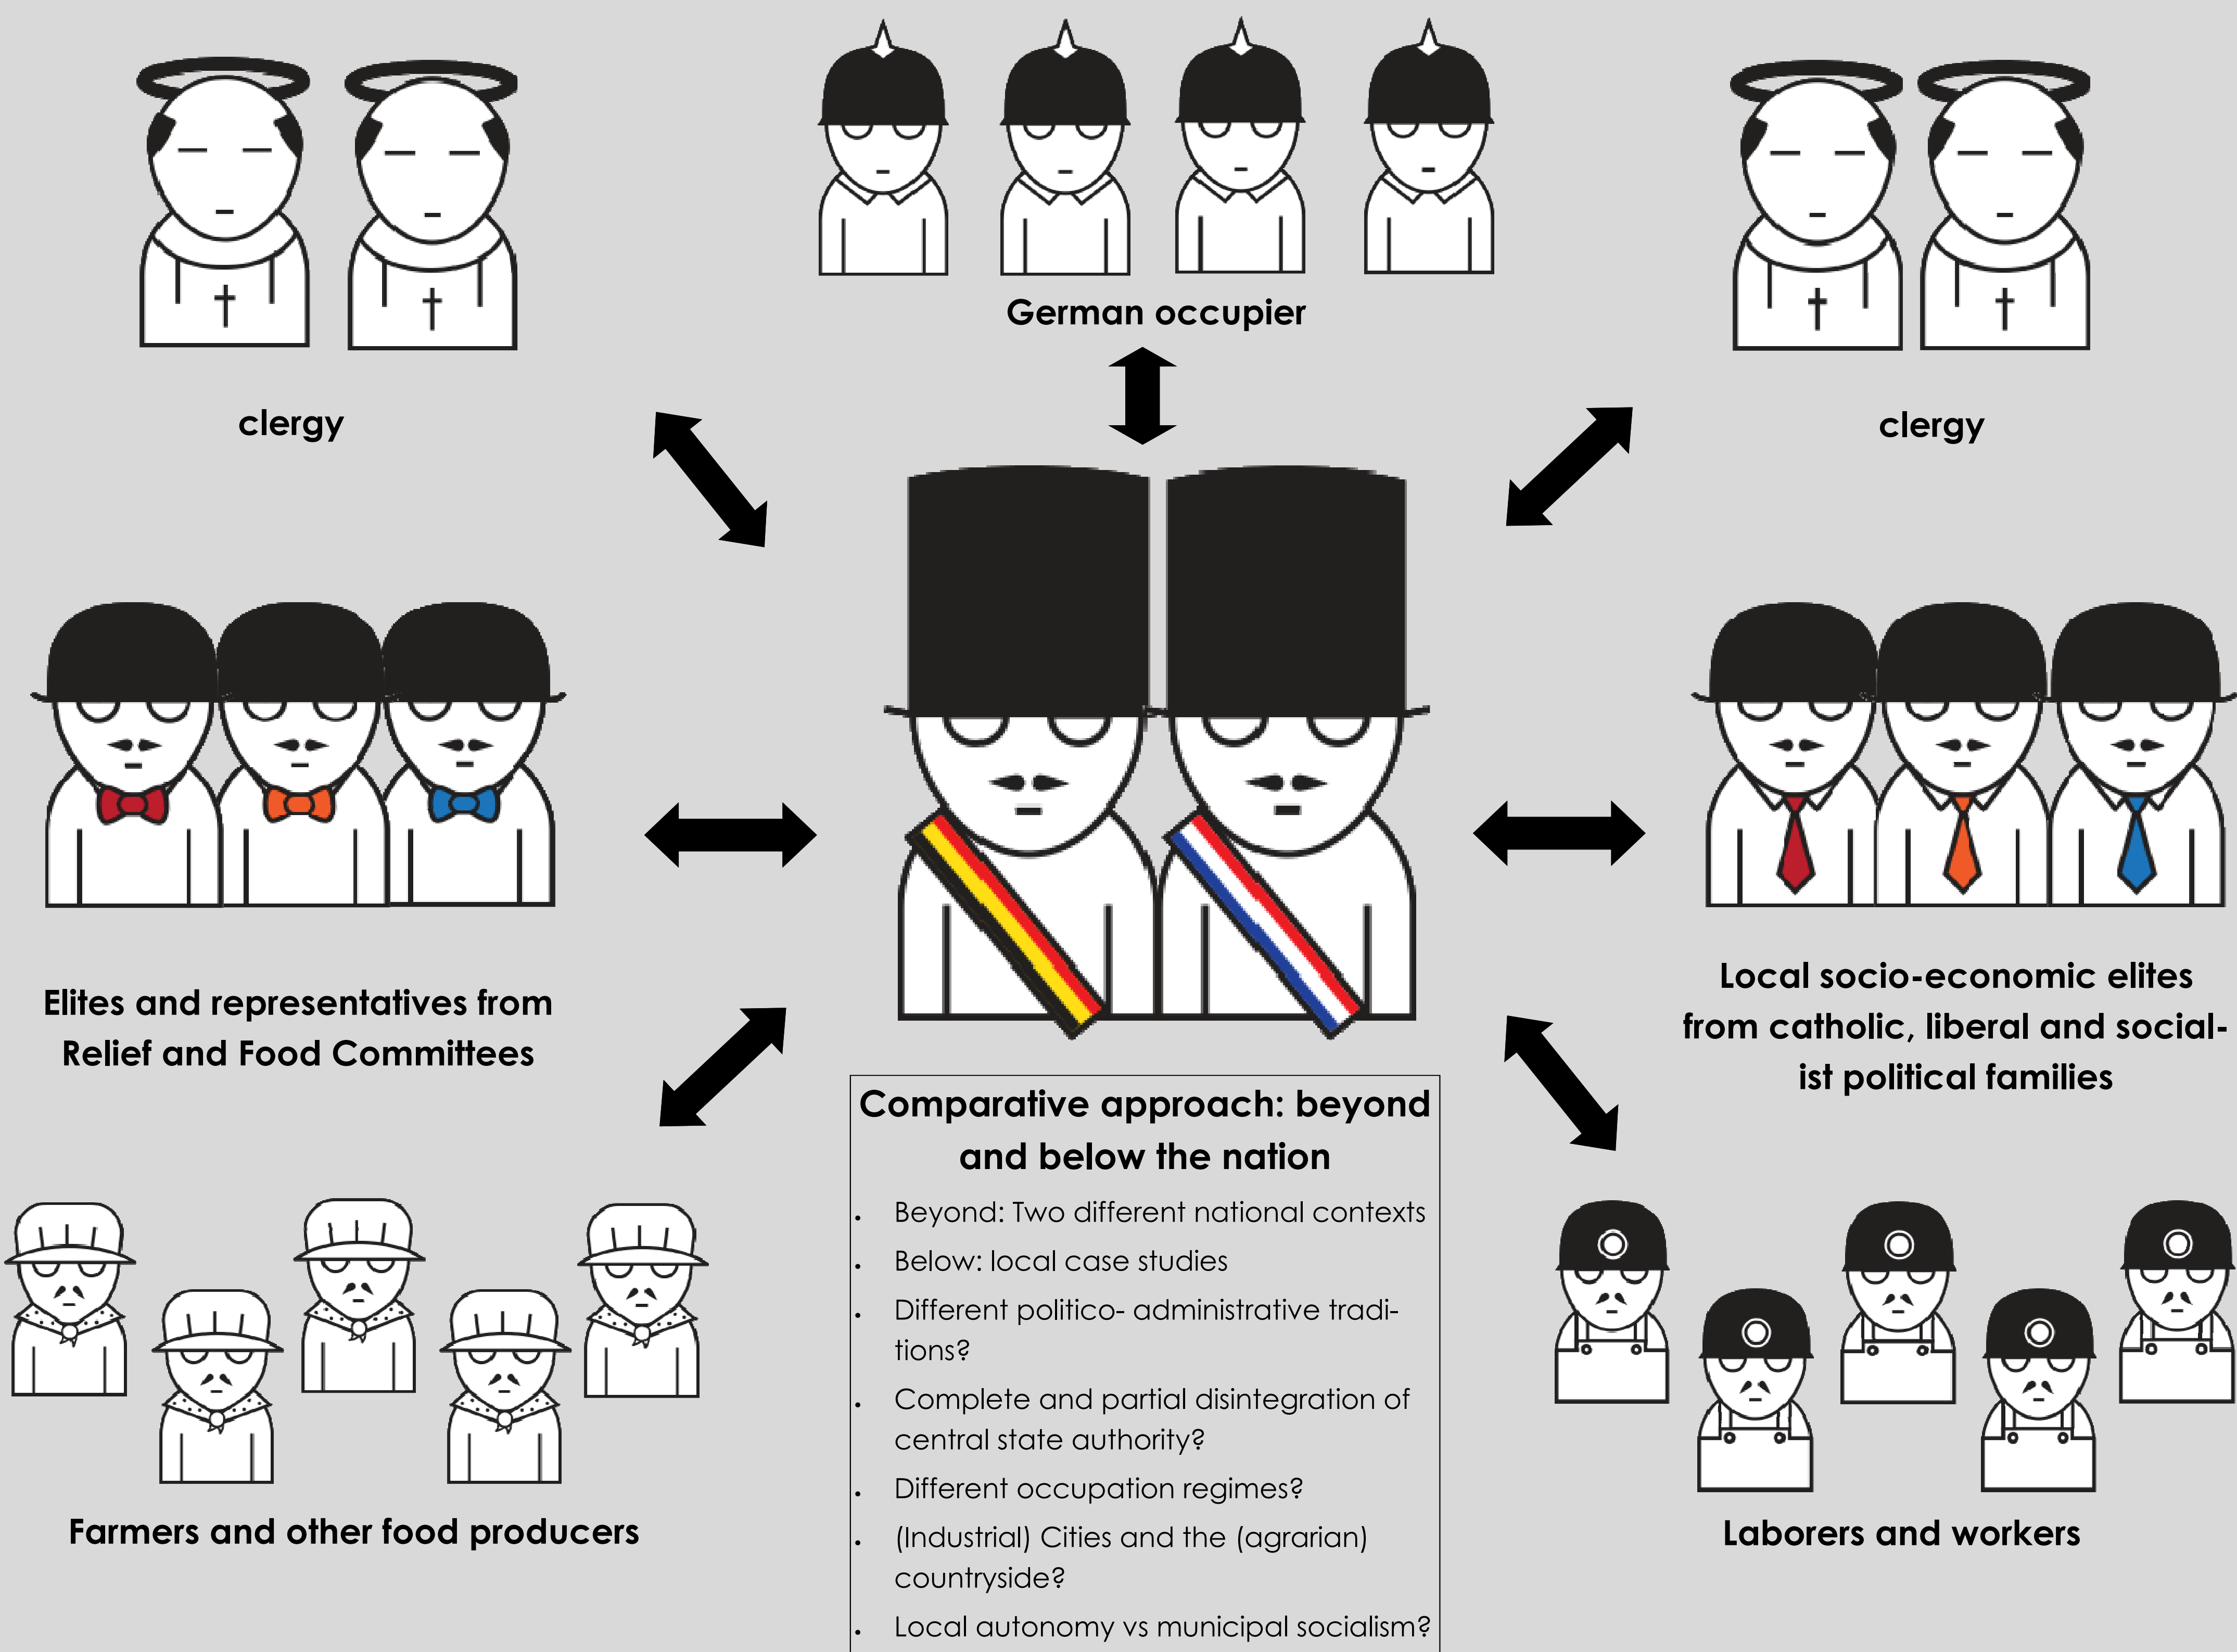 German occupier
clergy
clergy
Elites and representatives from
Relief and Food Committees
Local socio-economic elites
from catholic, liberal and social-
ist political families
Comparative approach: beyond
and below the nation
. Beyond: Two different national contexts
. Below: local case studies
. Different politico- administrative tradi-
tions?
. Complete and partial disintegration of
central state authority?
. Different occupation regimes?
. (Industrial) Cities and the (agrarian)
countryside?
. Local autonomy vs municipal socialism?
Farmers and other food producers
Laborers and workers